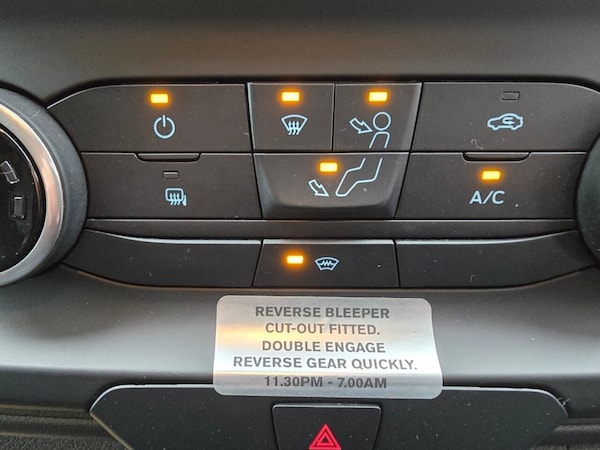 A/C
REVERSE BLEEPER
CUT-OUT FITTED.
DOUBLE ENGAGE
REVERSE GEAR QUICKLY.
11.30PM - 7.00AM